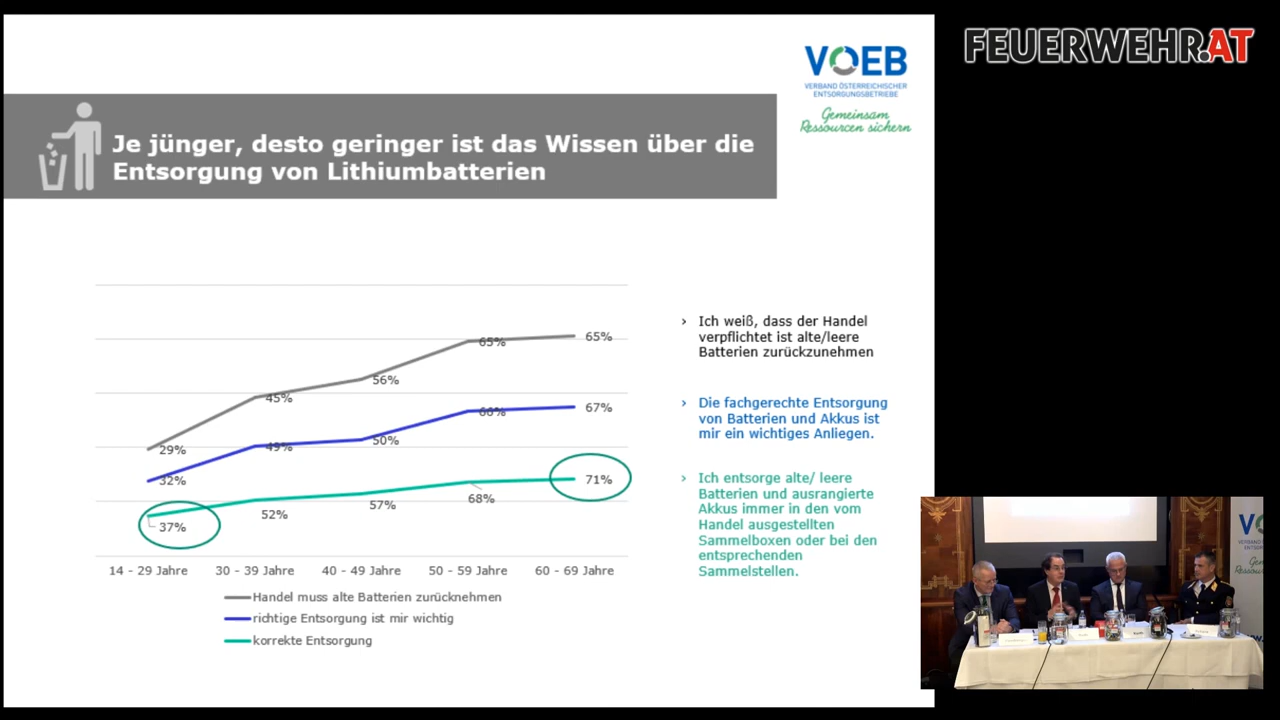 FEUERWEHR.AT
VOEB
VERBAND ÖSTERREICHISCHER
ENTSORGUNGSBETRIEBE
Gemeinsam
Ressourcen sichern
Je jünger, desto geringer ist das Wissen über die
Entsorgung von Lithiumbatterien
65%
65%
56%
45%
29%
67%
66%
50%
49%
32%
71%
68%
57%
52%
37%
14 - 29 Jahre
30 - 39 Jahre
40 - 49 Jahre
50 - 59 Jahre
60 - 69 Jahre
Handel muss alte Batterien zurücknehmen
richtige Entsorgung ist mir wichtig
korrekte Entsorgung
› Ich weiß, dass der Handel
verpflichtet ist alte/leere
Batterien zurückzunehmen
› Die fachgerechte Entsorgung
von Batterien und Akkus ist
mir ein wichtiges Anliegen.
› Ich entsorge alte/ leere
Batterien und ausrangierte
Akkus immer in den vom
Handel ausgestellten
Sammelboxen oder bei den
entsprechenden
Sammelstellen.